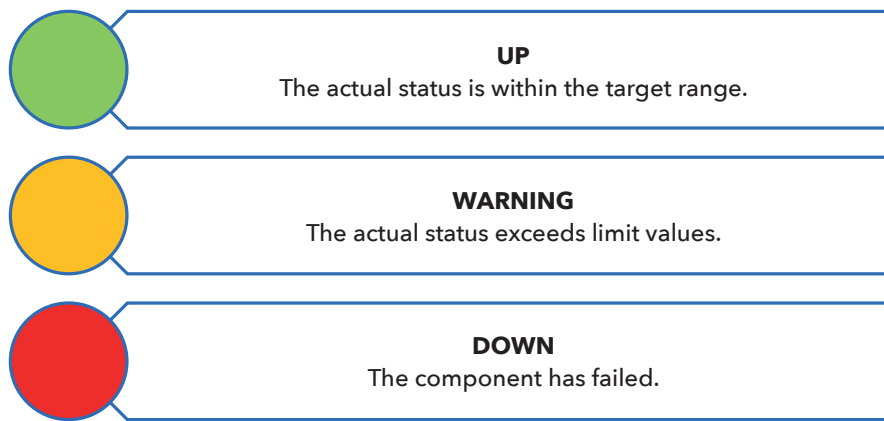 UP
The actual status is within the target range.
WARNING
The actual status exceeds limit values.
DOWN
The component has failed.